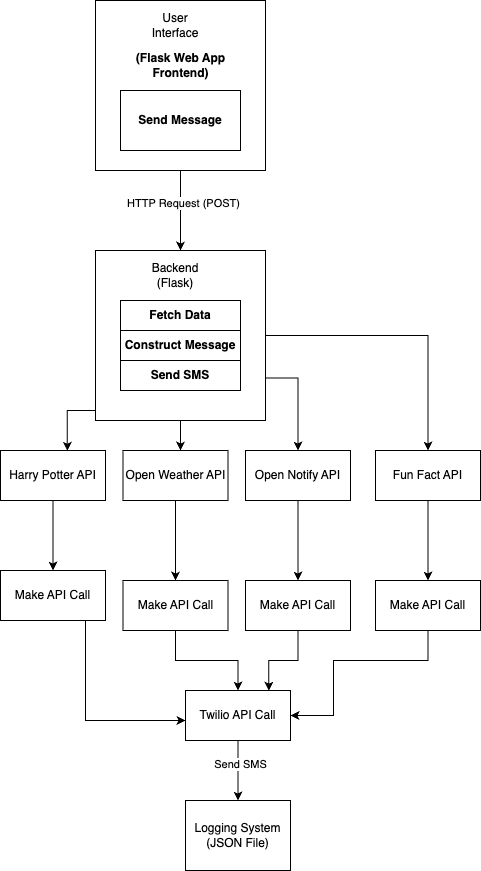 User
Interface
(Flask Web App
Frontend)
Send Message
HTTP Request (POST)
Backend
(Flask)
Fetch Data
Construct Message
Send SMS
Harry Potter API
Open Weather API
Open Notify API
Fun Fact API
Make API Call
Make API Call
Make API Call
Make API Call
Twilio API Call
Send SMS
Logging System
(JSON File)